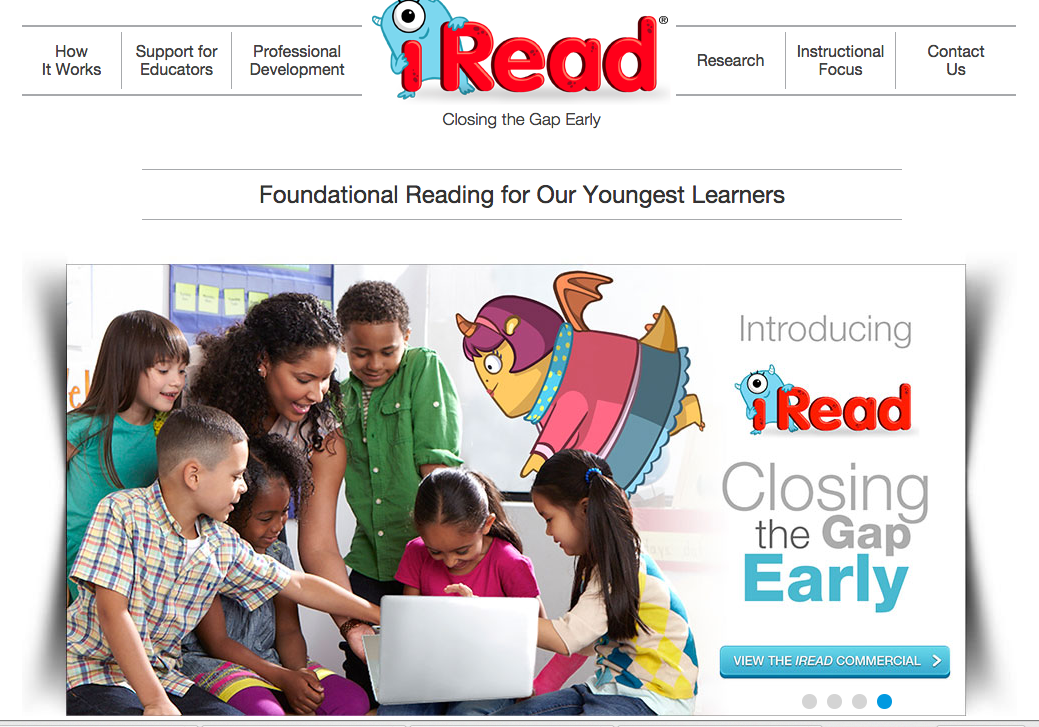 How
It Works
Support for
Educators
Professional
Development
iRead®
Research
Instructional
Focus
Contact
Us
Closing the Gap Early
Foundational Reading for Our Youngest Learners
Introducing
iRead
Closing
the Gap
Early
VIEW THE IREAD COMMERCIAL